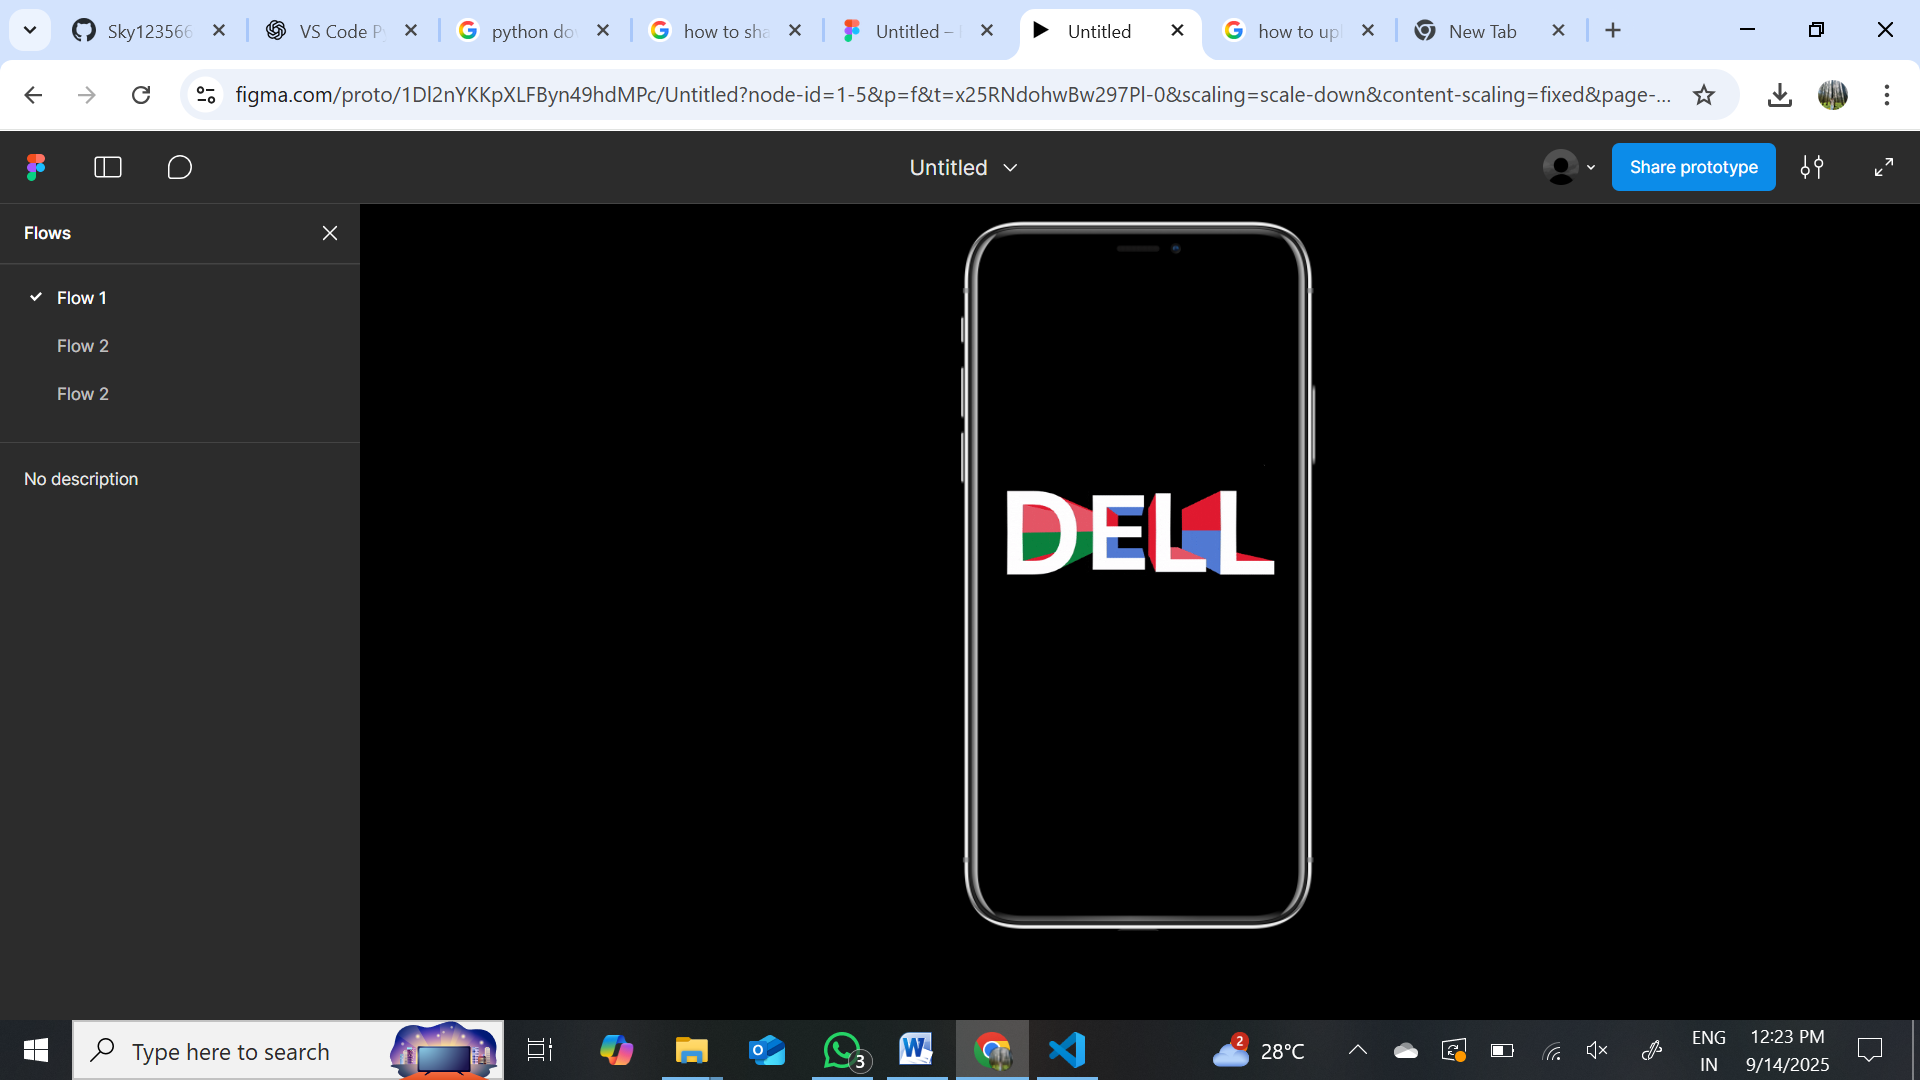 Sky123566
VS Code Py
python dow
how to sha
Untitled –
Untitled
how to upl
New Tab
figma.com/proto/1Dl2nYKKpXLFByn49hdMPc/Untitled?node-id=1-5&p=f&t=x25RNdohwBw297Pl-0&scaling=scale-down&content-scaling=fixed&page-...
Untitled
Share prototype
Flows
Flow 1
Flow 2
Flow 2
No description
DELL
Type here to search
3
2
28°C
ENG
IN
12:23 PM
9/14/2025